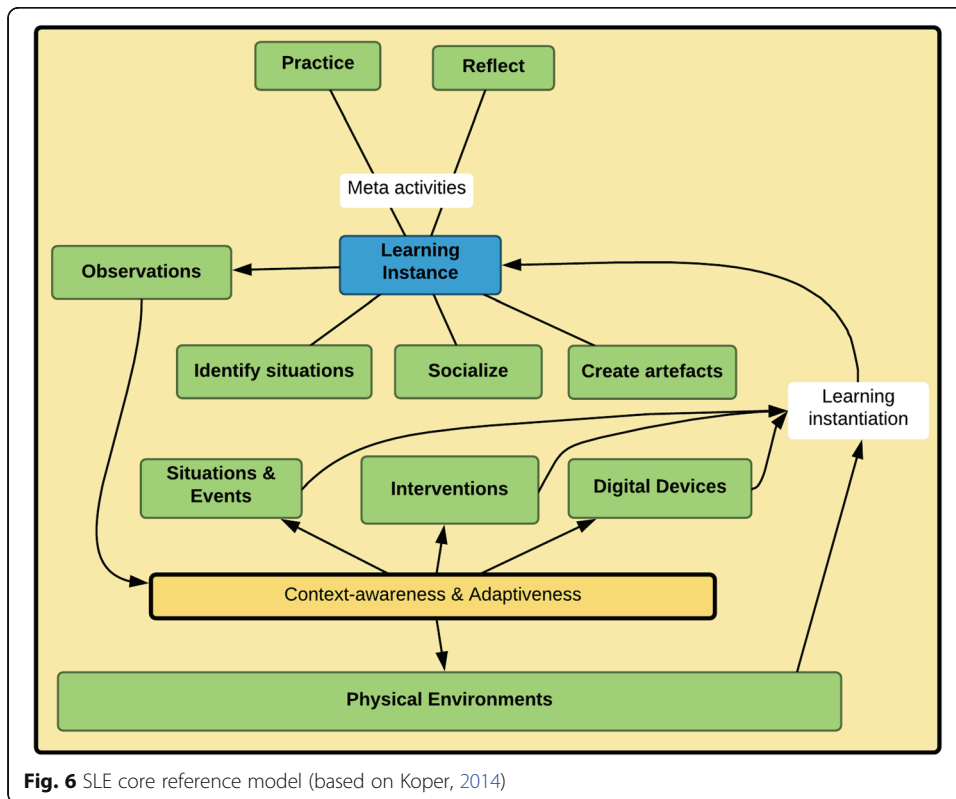 Practice
Reflect
Meta activities
Learning
Instance
Observations
Identify situations
Socialize
Create artefacts
Learning
instantiation
Situations &
Events
Interventions
Digital Devices
Context-awareness & Adaptiveness
Physical Environments
Fig. 6 SLE core reference model (based on Koper, 2014)